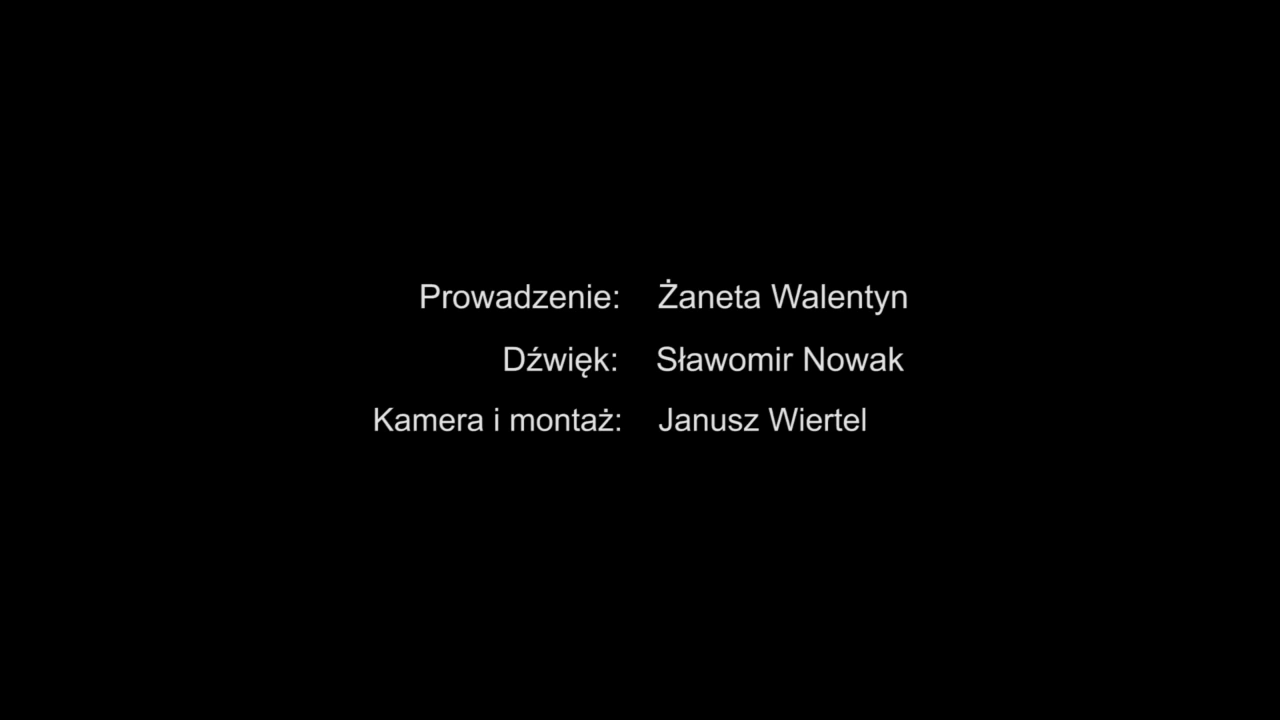 Prowadzenie: Żaneta Walentyn
Dźwięk: Sławomir Nowak
Kamera i montaż: Janusz Wiertel